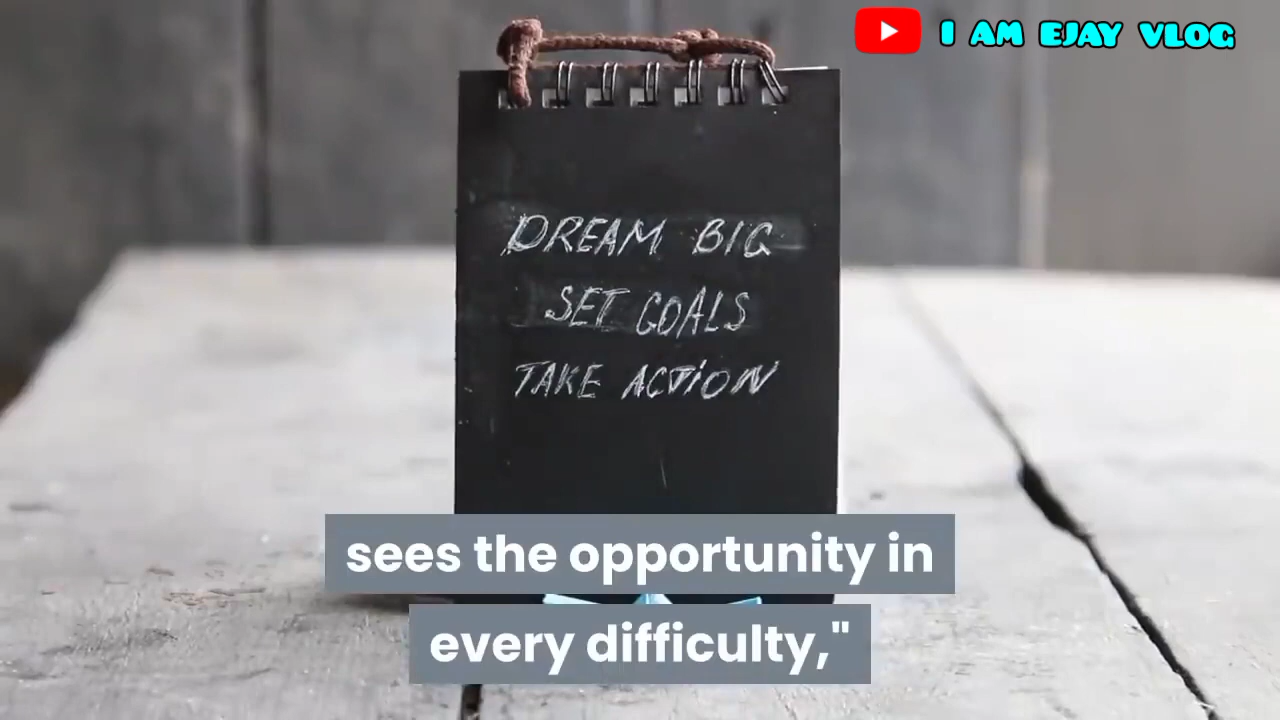 I AM EJAY VLOG
DREAM BIG
SET GOALS
TAKE ACTION
sees the opportunity in
every difficulty,"